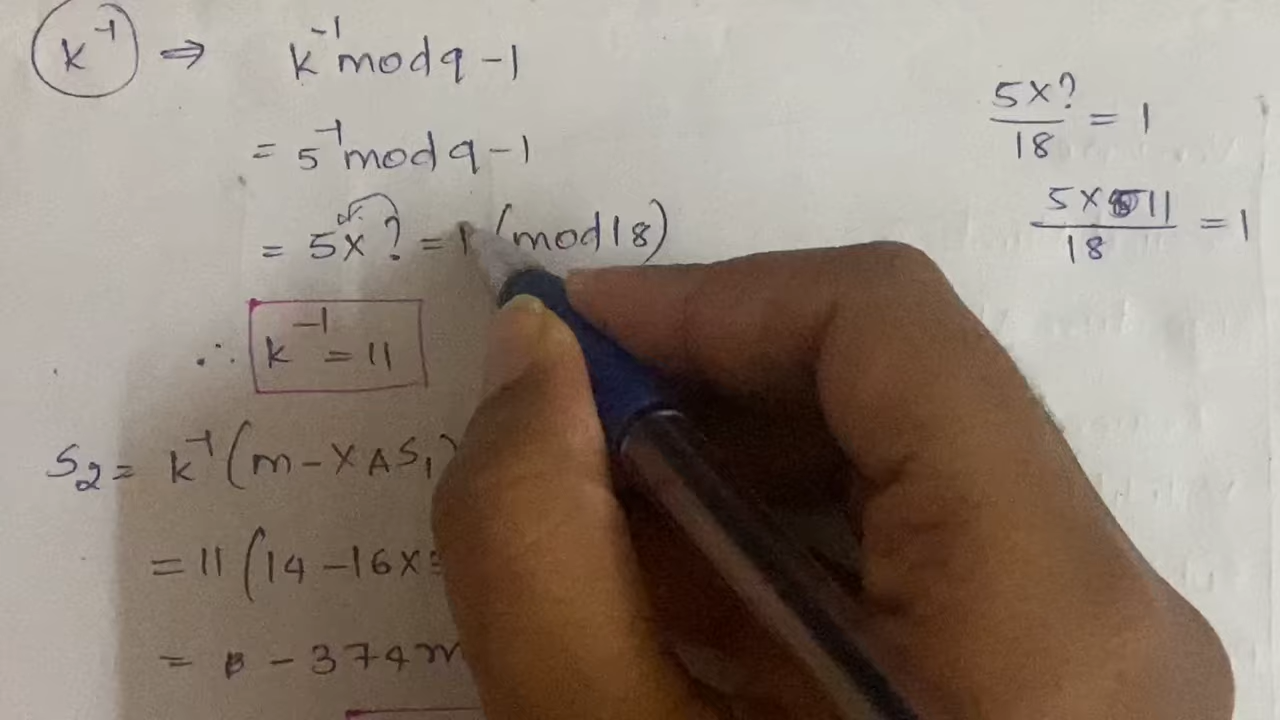 k⁻¹ ⇒ k⁻¹ mod q - 1
= 5⁻¹ mod q - 1
= 5 x ? = 1 (mod 18)
∴ k⁻¹ = 11
S₂ = k⁻¹ (m - XA S₁)
= 11 (14 - 16 x
= - 374 m
5 x ? / 18 = 1
5 x 11 / 18 = 1